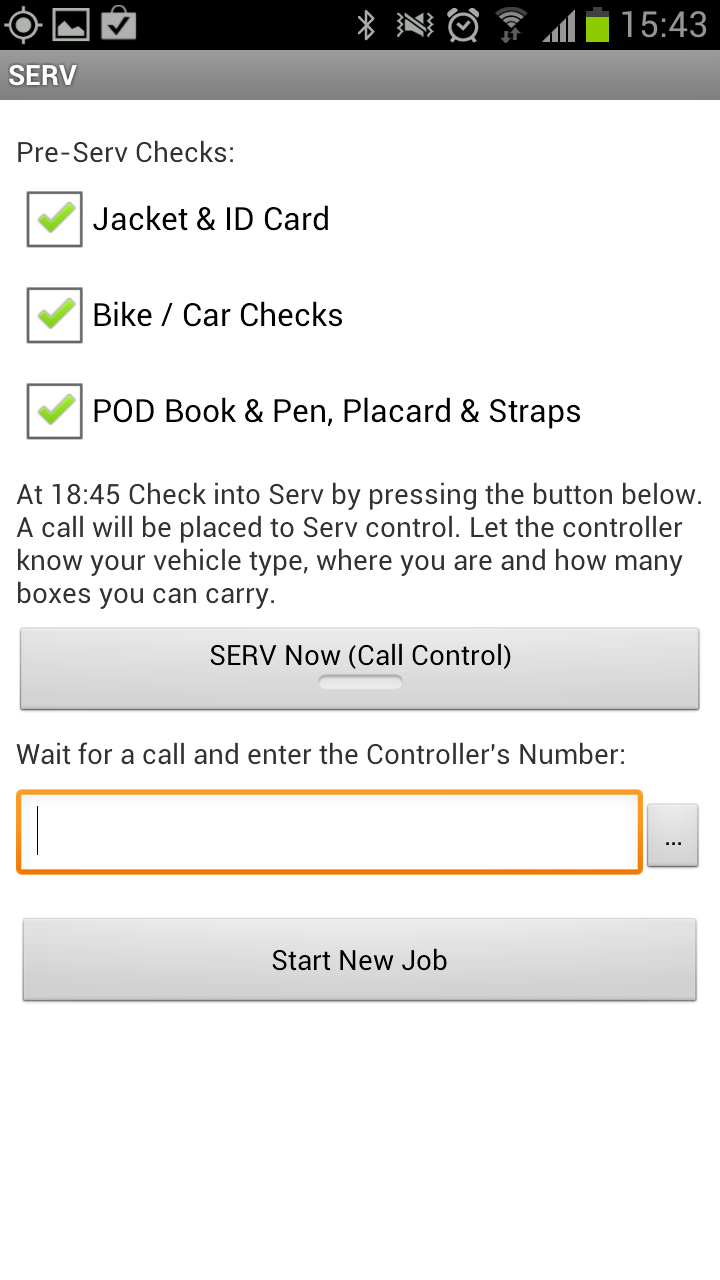 15:43
SERV
Pre-Serv Checks:
Jacket & ID Card
Bike / Car Checks
POD Book & Pen, Placard & Straps
At 18:45 Check into Serv by pressing the button below.
A call will be placed to Serv control. Let the controller
know your vehicle type, where you are and how many
boxes you can carry.
SERV Now (Call Control)
Wait for a call and enter the Controller's Number:
...
Start New Job